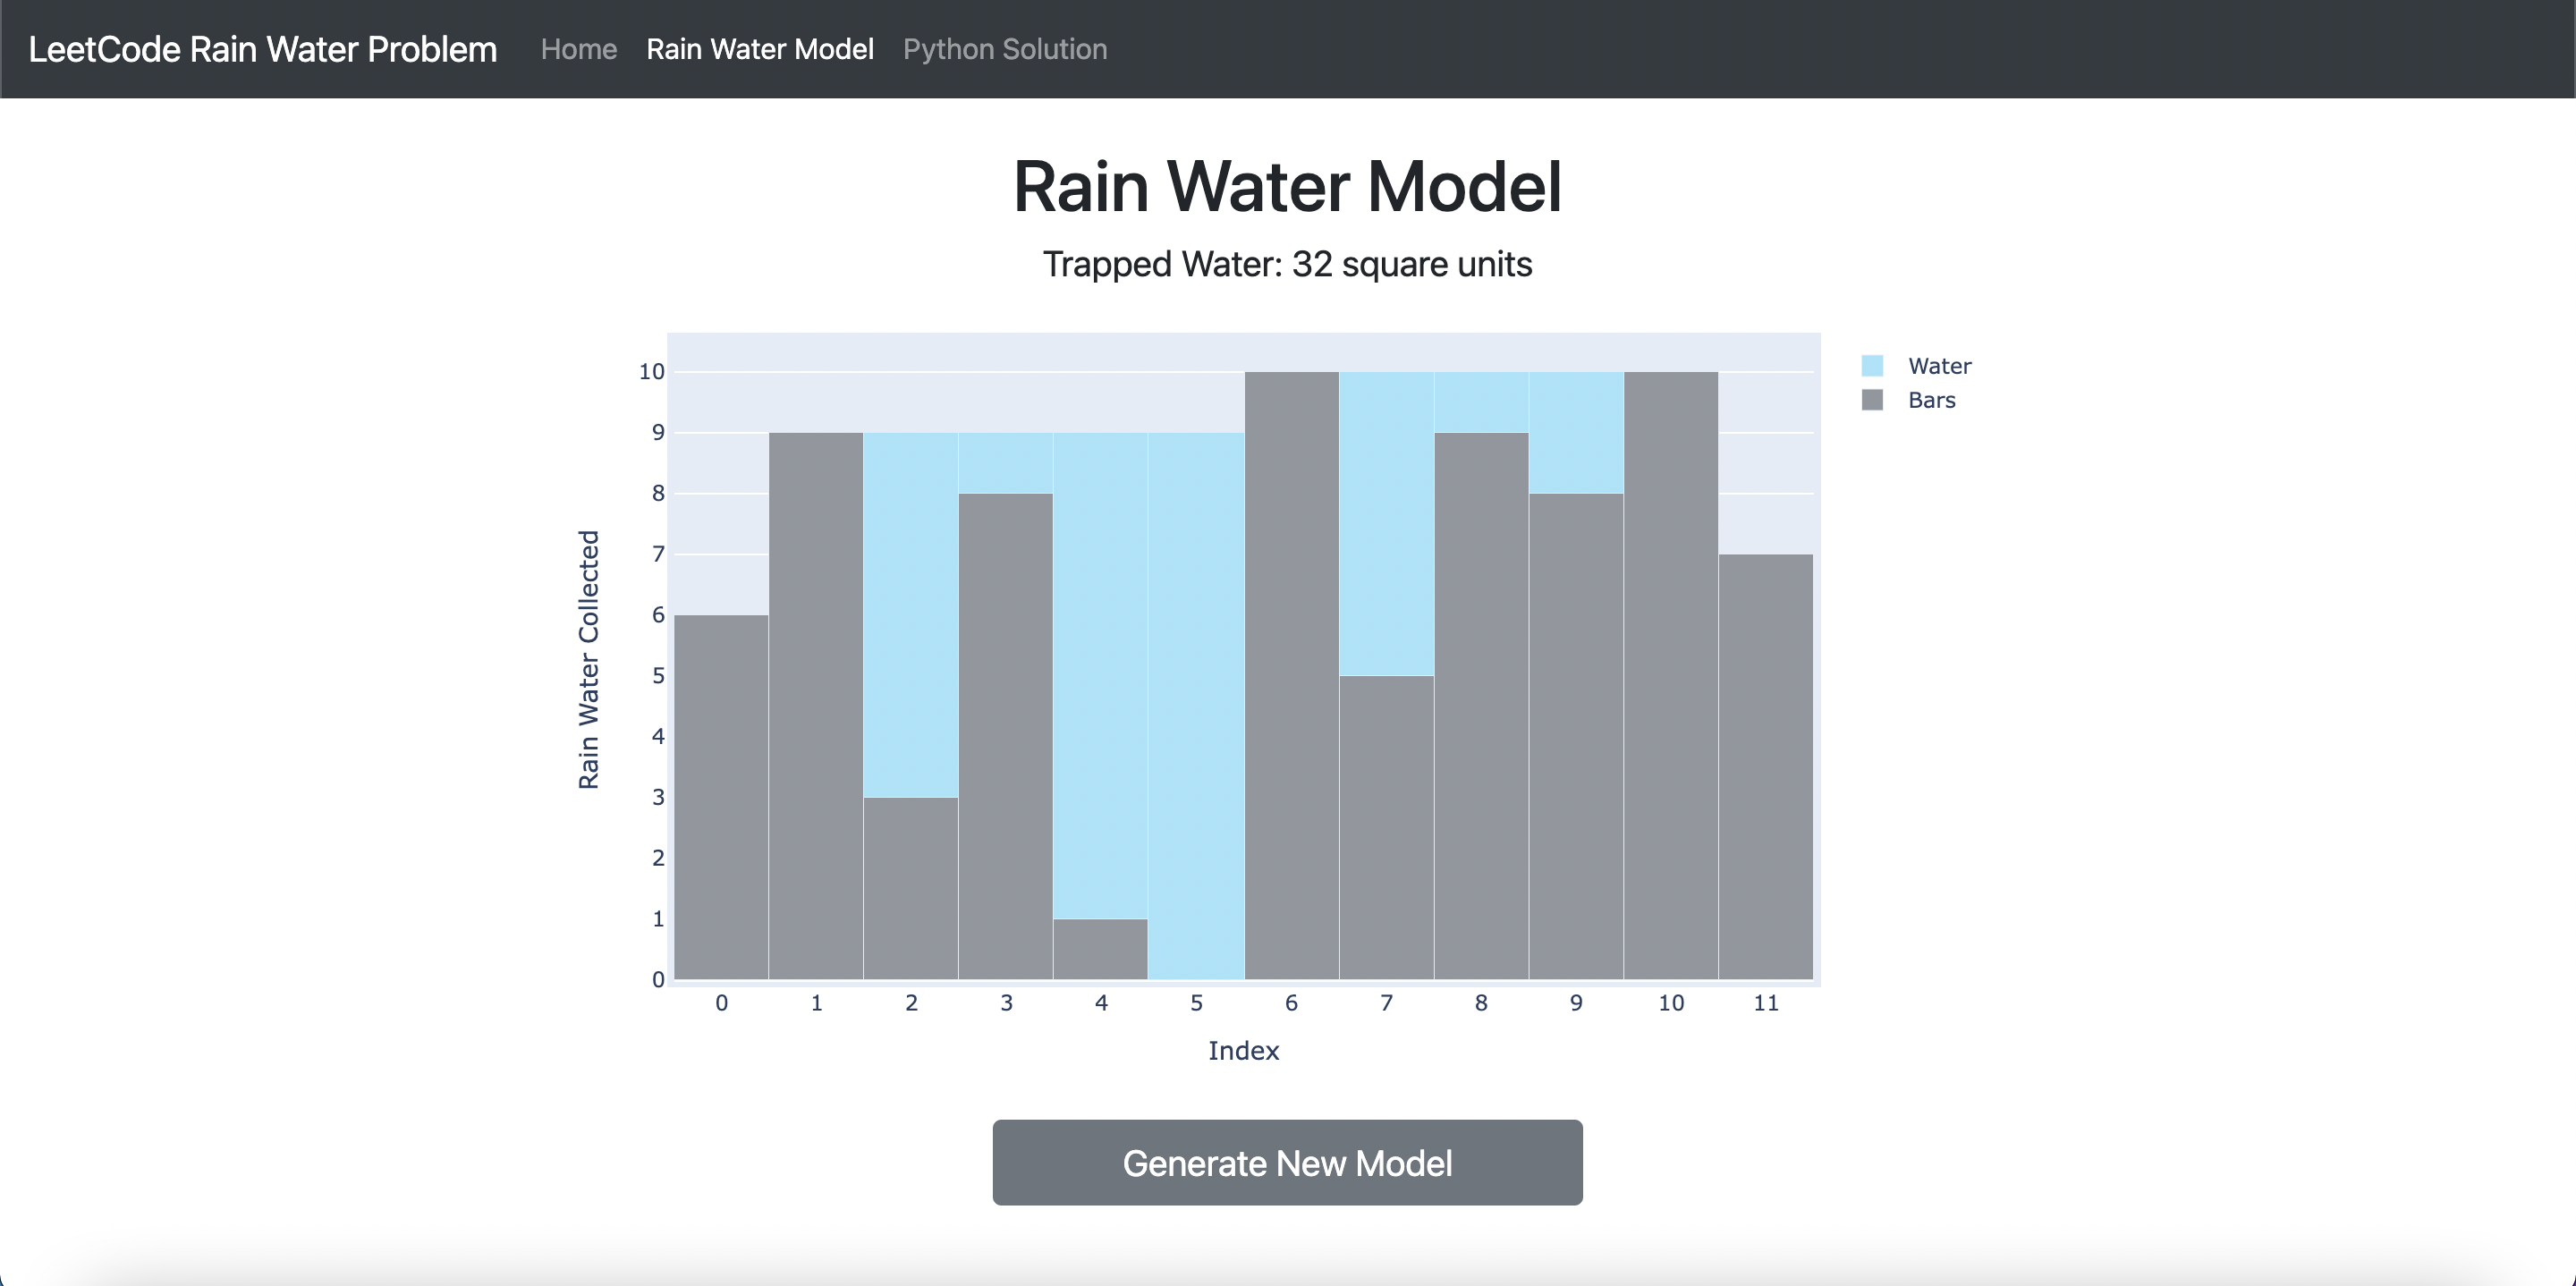 LeetCode Rain Water Problem Home Rain Water Model Python Solution
Rain Water Model
Trapped Water: 32 square units
Water
Bars
Rain Water Collected
10
9
8
7
6
5
4
3
2
1
0
0 1 2 3 4 5 6 7 8 9 10 11
Index
Generate New Model